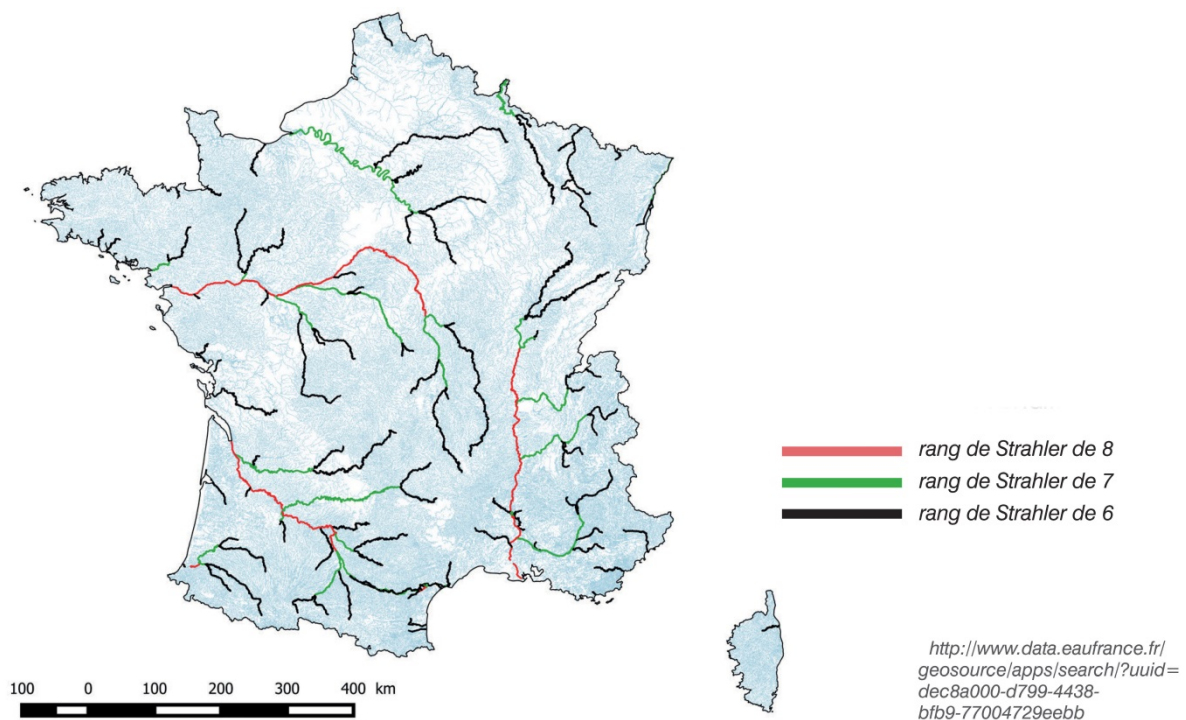 rang de Strahler de 8
rang de Strahler de 7
rang de Strahler de 6
100 0 100 200 300 400 km
http://www.data.eaufrance.fr/
geosource/apps/search/?uuid=
dec8a000-d799-4438-
bfb9-77004729eebb